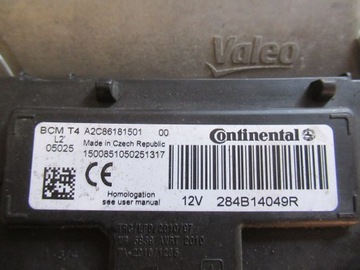 Valeo
BCM T4 A2C86181501 00
L2'
05025 Made in Czech Republic
1500851050251317
Continental
CE
Homologation
see user manual
12V 284B14049R